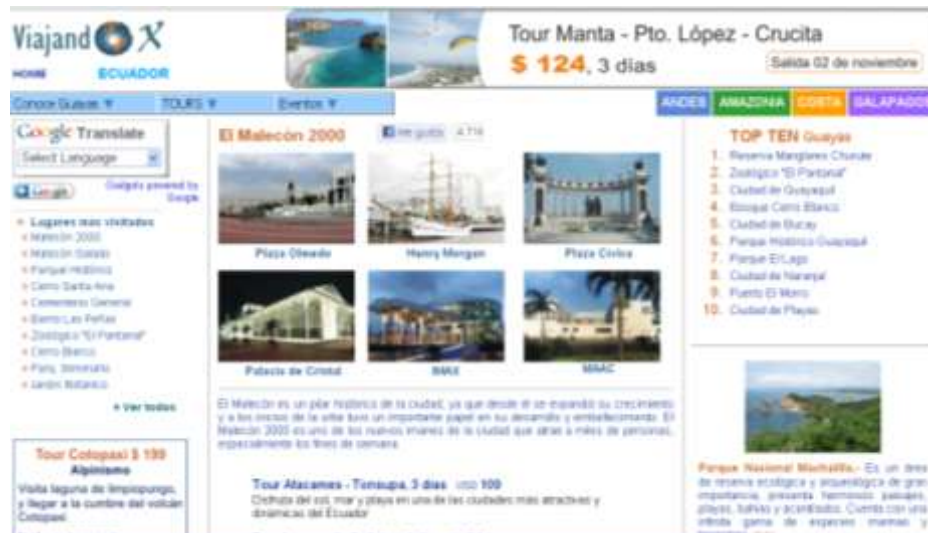 Viajand X
HOME ECUADOR
Tour Manta - Pto. López - Crucita
$ 124, 3 días
Salida 02 de noviembre
Conoce Guayas TOURS Eventos
ANDES AMAZONIA COSTA GALAPAGOS
Google Translate
Select Language
Gadgets powered by
Google
Lugares mas visitados
Malecón 2000
Malecón Salado
Parque Histórico
Cerro Santa Ana
Cementerio General
Barrio Las Peñas
Zoológico "El Pantanal"
Cerro Blanco
Parq. Seminario
Jardín Botánico
+ Ver todos
Tour Cotopaxi $ 199
Alpinismo
Visita laguna de limpiopungo,
y llegar a la cumbre del volcán
Cotopaxi
El Malecón 2000
Me gusta
Plaza Olmedo Henry Morgan Plaza Civica
Palacio de Cristal IMAX MAAC
El Malecón es un pilar histórico de la ciudad, ya que desde él se expandió su crecimiento
y a los inicios de la urbe tuvo un importante papel en su desarrollo y embellecimiento. El
Malecón 2000 es uno de los nuevos imanes de la ciudad que atrae a miles de personas,
especialmente los fines de semana.
Tour Atacames - Tonsupa, 3 días USD 109
Disfruta del sol, mar y playa en una de las ciudades más atractivas y
dinámicas del Ecuador
TOP TEN Guayas
1. Reserva Manglares Churute
2. Zoológico "El Pantanal"
3. Ciudad de Guayaquil
4. Bosque Cerro Blanco
5. Ciudad de Bucay
6. Parque Histórico Guayaquil
7. Parque El Lago
8. Ciudad de Naranjal
9. Puerto El Morro
10. Ciudad de Playas
Parque Nacional Machalilla.- Es un área
de reserva ecológica y arqueológica de gran
importancia, presenta hermosos paisajes,
playas, bahías y acantilados. Cuenta con una
infinita gama de especies marinas y